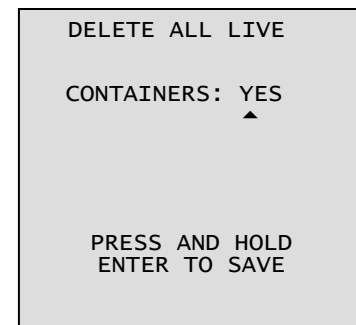 DELETE ALL LIVE
CONTAINERS: YES
PRESS AND HOLD
ENTER TO SAVE